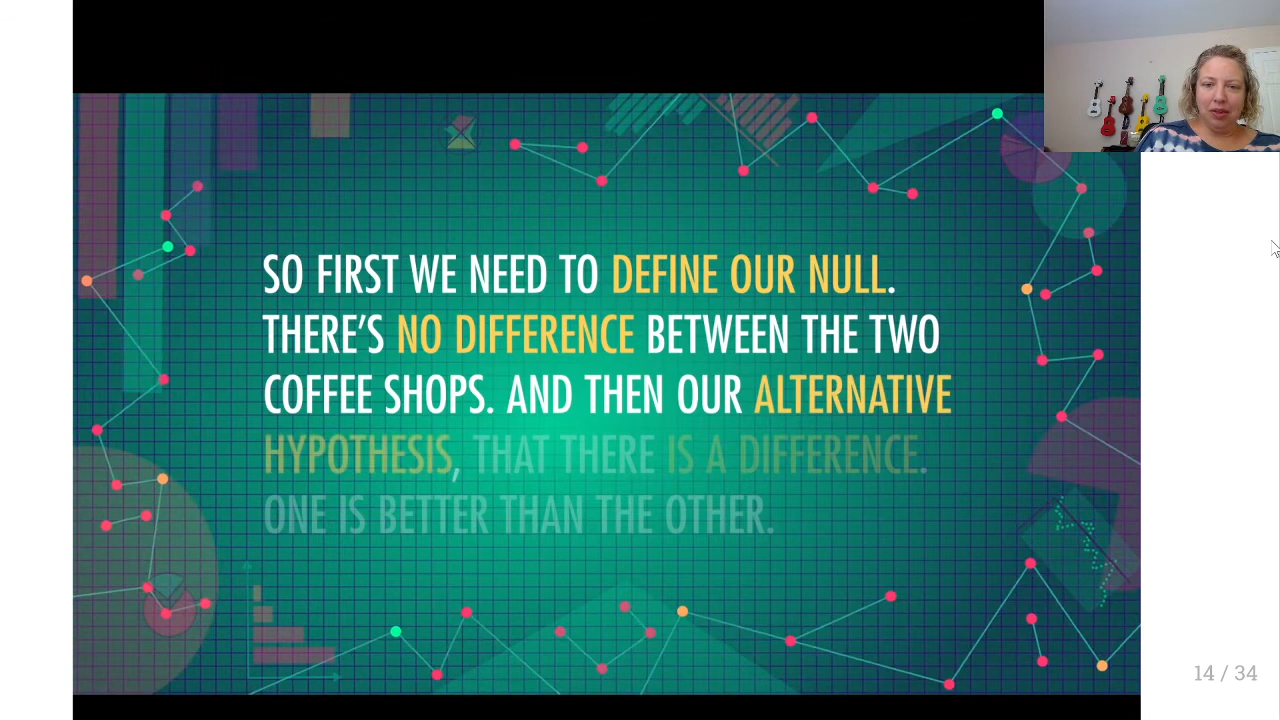 SO FIRST WE NEED TO DEFINE OUR NULL.
THERE'S NO DIFFERENCE BETWEEN THE TWO
COFFEE SHOPS. AND THEN OUR ALTERNATIVE
HYPOTHESIS, THAT THERE IS A DIFFERENCE.
ONE IS BETTER THAN THE OTHER.
14 / 34